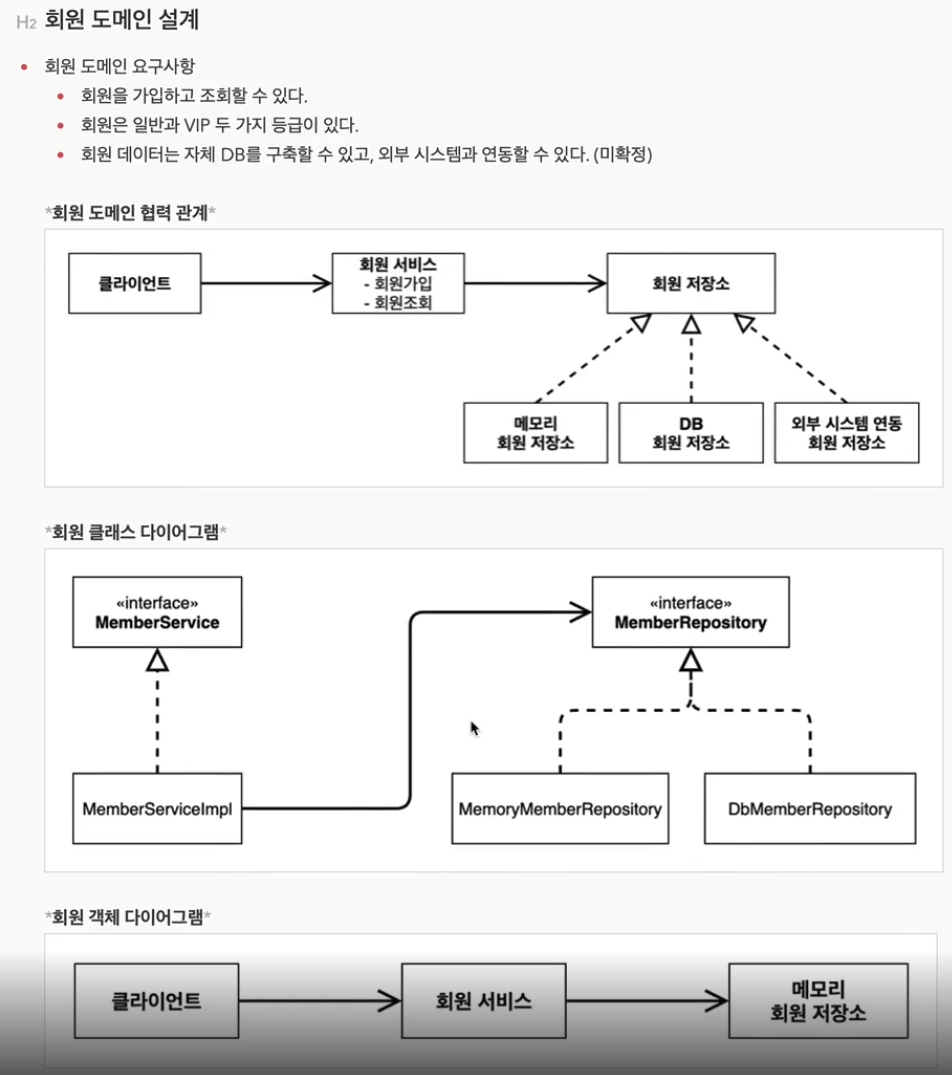 H2 회원 도메인 설계
• 회원 도메인 요구사항
• 회원을 가입하고 조회할 수 있다.
• 회원은 일반과 VIP 두 가지 등급이 있다.
• 회원 데이터는 자체 DB를 구축할 수 있고, 외부 시스템과 연동할 수 있다. (미확정)
*회원 도메인 협력 관계*
클라이언트
회원 서비스
- 회원가입
- 회원조회
회원 저장소
메모리
회원 저장소
DB
회원 저장소
외부 시스템 연동
회원 저장소
*회원 클래스 다이어그램*
«interface»
MemberService
«interface»
MemberRepository
MemberServiceImpl
MemoryMemberRepository
DbMemberRepository
*회원 객체 다이어그램*
클라이언트
회원 서비스
메모리
회원 저장소